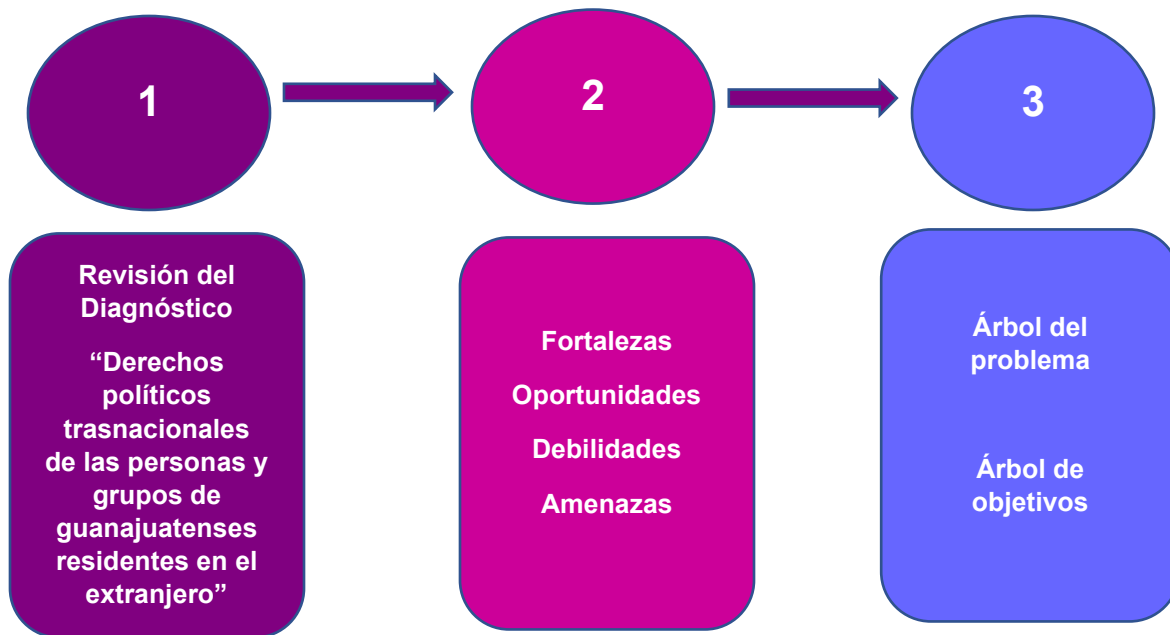 1
2
3
Revisión del
Diagnóstico
“Derechos
políticos
trasnacionales
de las personas y
grupos de
guanajuatenses
residentes en el
extranjero”
Fortalezas
Oportunidades
Debilidades
Amenazas
Árbol del
problema
Árbol de
objetivos